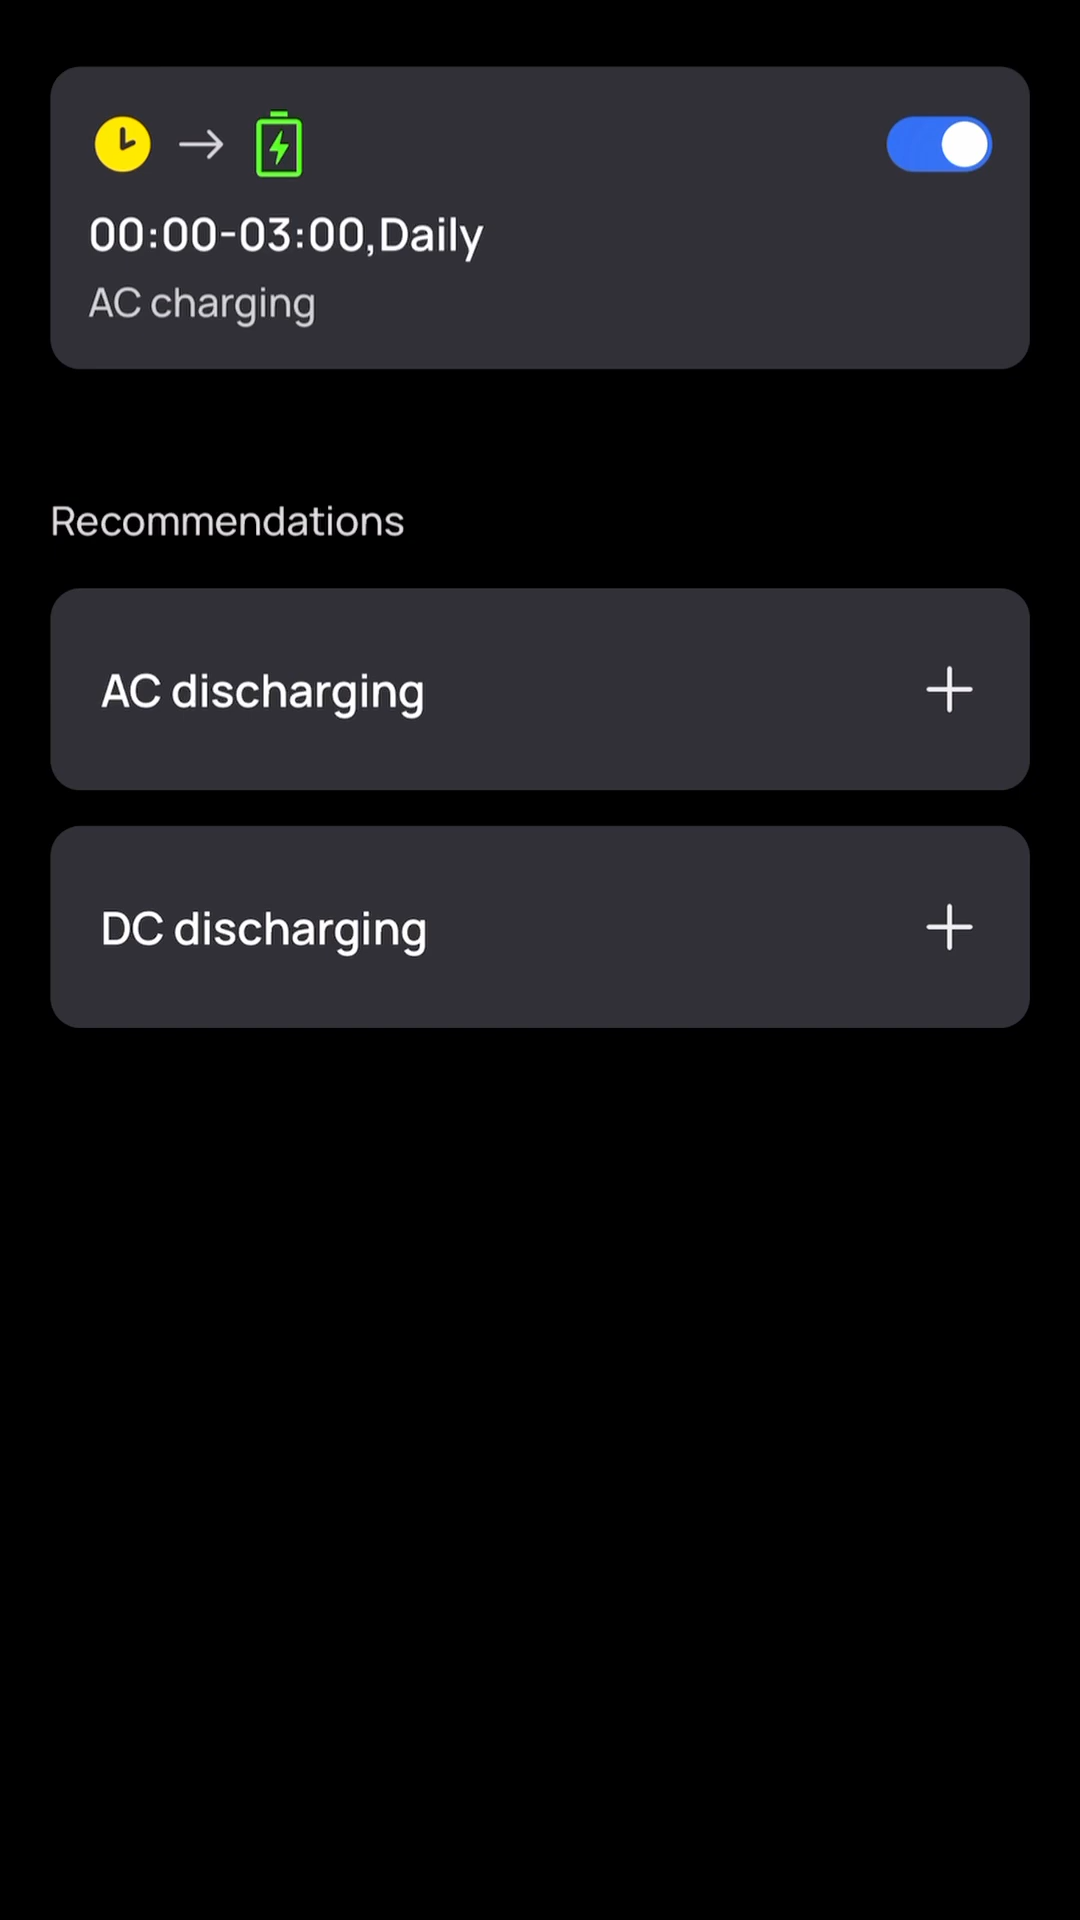 00:00-03:00,Daily
AC charging
Recommendations
AC discharging
DC discharging